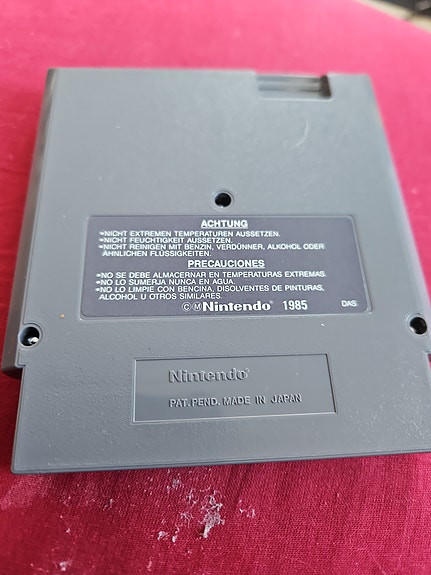 ACHTUNG
•NICHT EXTREMEN TEMPERATUREN AUSSETZEN.
•NICHT FEUCHTIGKEIT AUSSETZEN.
•NICHT REINIGEN MIT BENZIN, VERDÜNNER, ALKOHOL ODER
ÄHNLICHEN FLÜSSIGKEITEN.
PRECAUCIONES
•NO SE DEBE ALMACERNAR EN TEMPERATURAS EXTREMAS.
•NO LO SUMERJA NUNCA EN AGUA.
•NO LO LIMPIE CON BENCINA, DISOLVENTES DE PINTURAS,
ALCOHOL U OTROS SIMILARES.
©ⓂNintendo® 1985 DAS
Nintendo®
PAT. PEND. MADE IN JAPAN